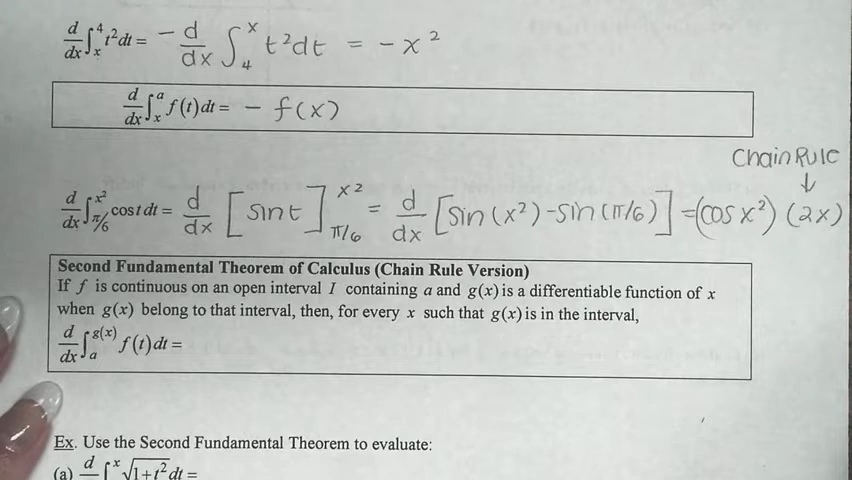 d/dx ∫_x^4 t² dt = - d/dx ∫_4^x t² dt = - x²
d/dx ∫_x^a f(t) dt = - f(x)
Chain Rule
↓
d/dx ∫_{π/6}^{x²} cos t dt = d/dx [sin t]_{π/6}^{x²} = d/dx [sin(x²) - sin(π/6)] = (cos x²)(2x)
Second Fundamental Theorem of Calculus (Chain Rule Version)
If f is continuous on an open interval I containing a and g(x) is a differentiable function of x
when g(x) belong to that interval, then, for every x such that g(x) is in the interval,
d/dx ∫_a^{g(x)} f(t) dt =
Ex. Use the Second Fundamental Theorem to evaluate:
(a) d ∫^x √(1+t²) dt =